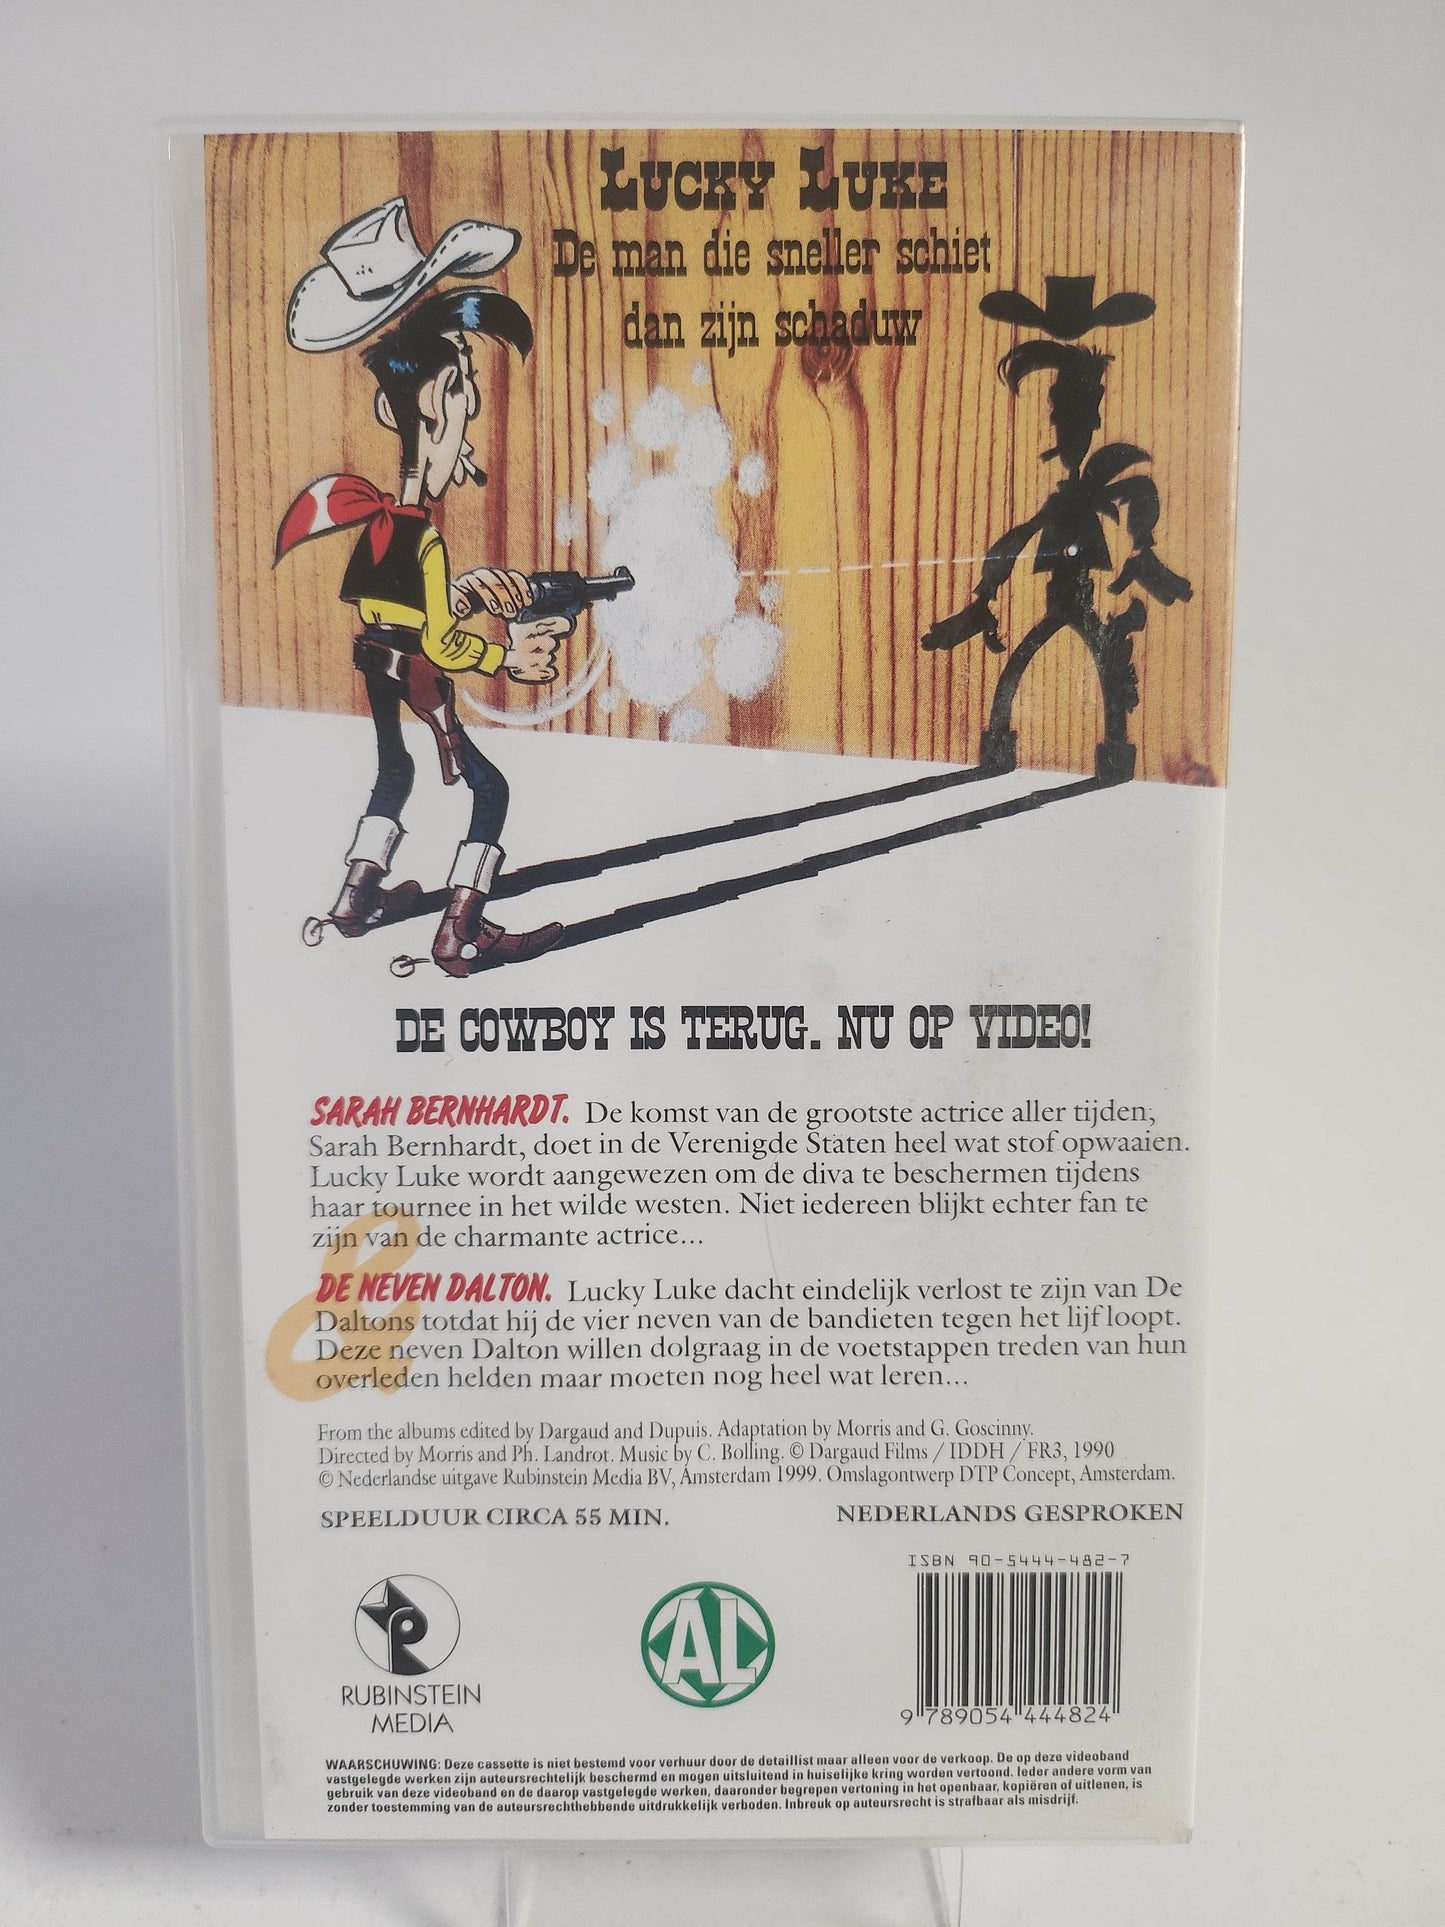 Lucky Luke
De man die sneller schiet
dan zijn schaduw
DE COWBOY IS TERUG. NU OP VIDEO!
SARAH BERNHARDT. De komst van de grootste actrice aller tijden,
Sarah Bernhardt, doet in de Verenigde Staten heel wat stof opwaaien.
Lucky Luke wordt aangewezen om de diva te beschermen tijdens
haar tournee in het wilde westen. Niet iedereen blijkt echter fan te
zijn van de charmante actrice...
&
DE NEVEN DALTON. Lucky Luke dacht eindelijk verlost te zijn van De
Daltons totdat hij de vier neven van de bandieten tegen het lijf loopt.
Deze neven Dalton willen dolgraag in de voetstappen treden van hun
overleden helden maar moeten nog heel wat leren...
From the albums edited by Dargaud and Dupuis. Adaptation by Morris and G. Goscinny.
Directed by Morris and Ph. Landrot. Music by C. Bolling. © Dargaud Films / IDDH / FR3, 1990
© Nederlandse uitgave Rubinstein Media BV, Amsterdam 1999. Omslagontwerp DTP Concept, Amsterdam.
SPEELDUUR CIRCA 55 MIN. NEDERLANDS GESPROKEN
ISBN 90-5444-482-7
R
RUBINSTEIN
MEDIA
AL
9 789054 444824
WAARSCHUWING: Deze cassette is niet bestemd voor verhuur door de detaillist maar alleen voor de verkoop. De op deze videoband
vastgelegde werken zijn auteursrechtelijk beschermd en mogen uitsluitend in huiselijke kring worden vertoond. Ieder andere vorm van
gebruik van deze videoband en de daarop vastgelegde werken, daaronder begrepen vertoning in het openbaar, kopiëren of uitlenen, is
zonder toestemming van de auteursrechthebbende uitdrukkelijk verboden. Inbreuk op auteursrecht is strafbaar als misdrijf.